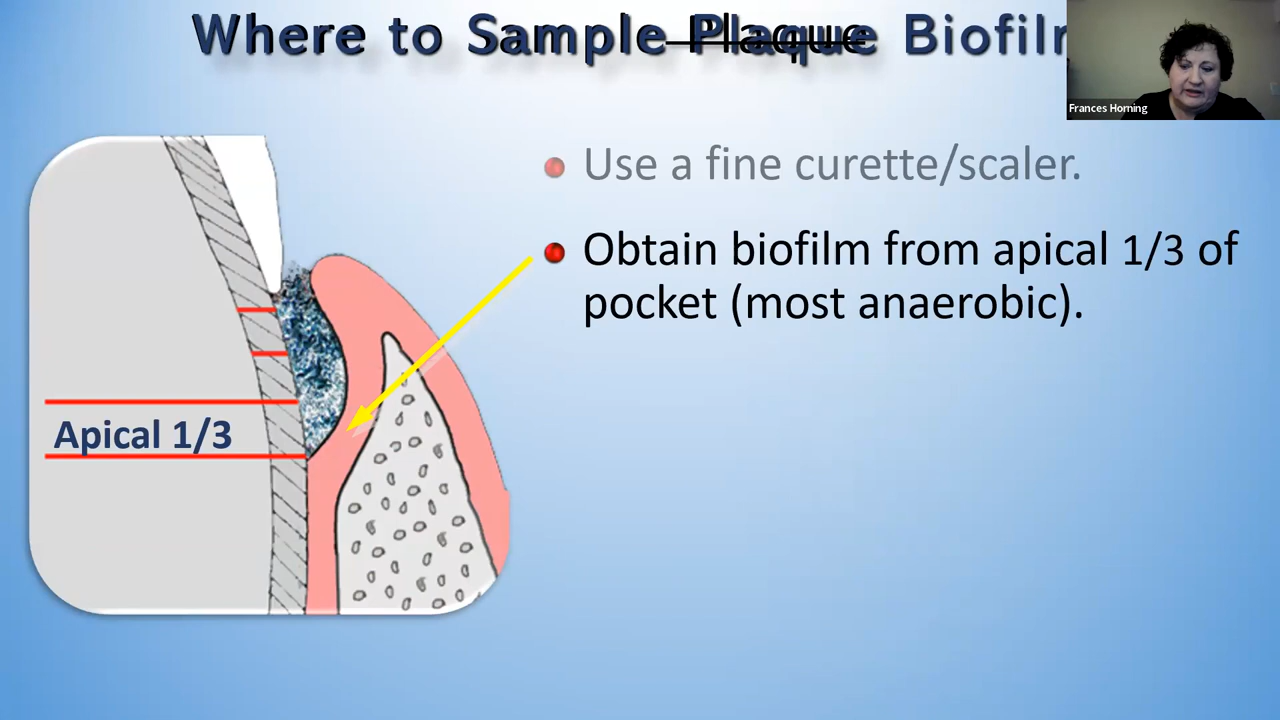 Where to Sample Plaque Biofilm
Frances Horning
Use a fine curette/scaler.
Obtain biofilm from apical 1/3 of
pocket (most anaerobic).
Apical 1/3